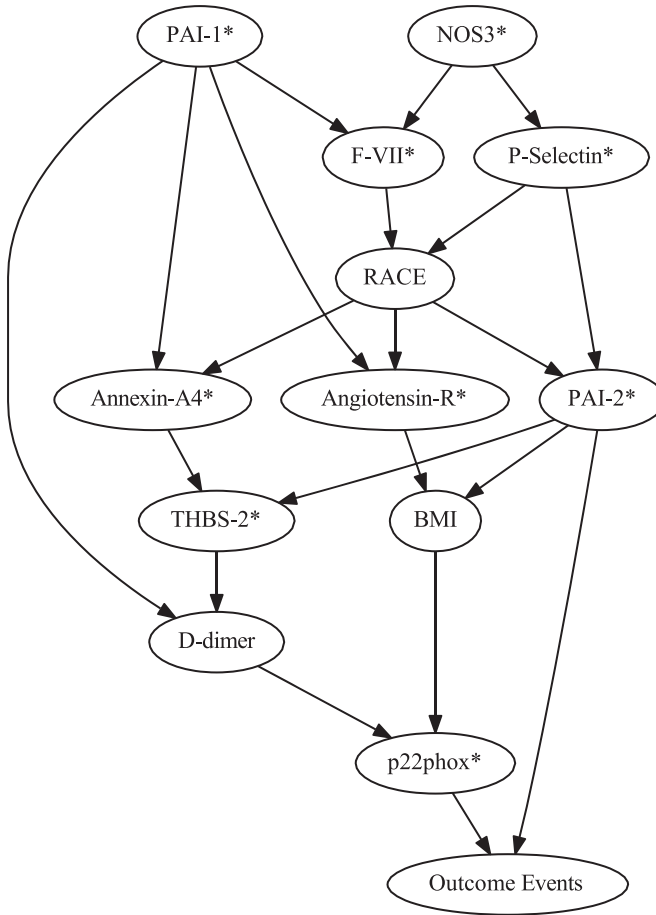 PAI-1*
NOS3*
F-VII*
P-Selectin*
RACE
Annexin-A4*
Angiotensin-R*
PAI-2*
THBS-2*
BMI
D-dimer
p22phox*
Outcome Events